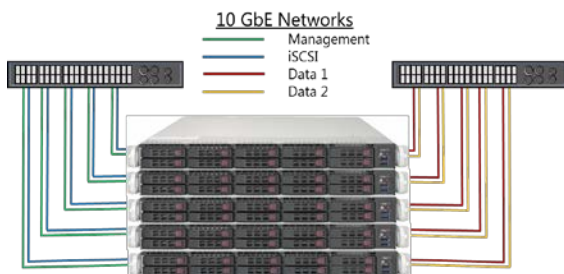 10 GbE Networks
Management
iSCSI
Data 1
Data 2